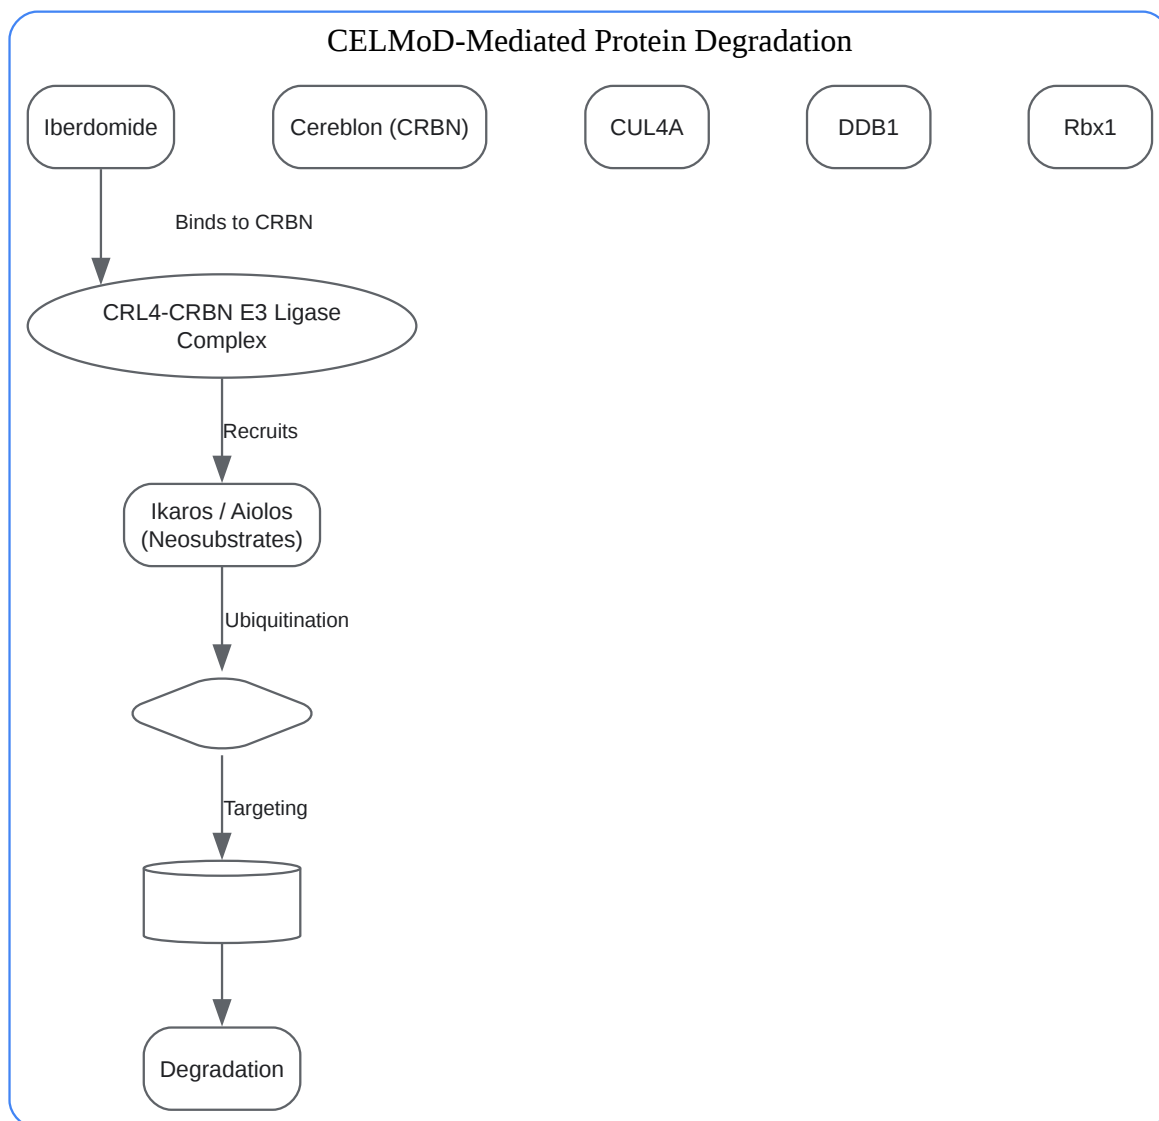 CELMoD-Mediated Protein Degradation
Iberdomide
Cereblon (CRBN)
CUL4A
DDB1
Rbx1
Binds to CRBN
CRL4-CRBN E3 Ligase
Complex
Recruits
Ikaros / Aiolos
(Neosubstrates)
Ubiquitination
Targeting
Degradation